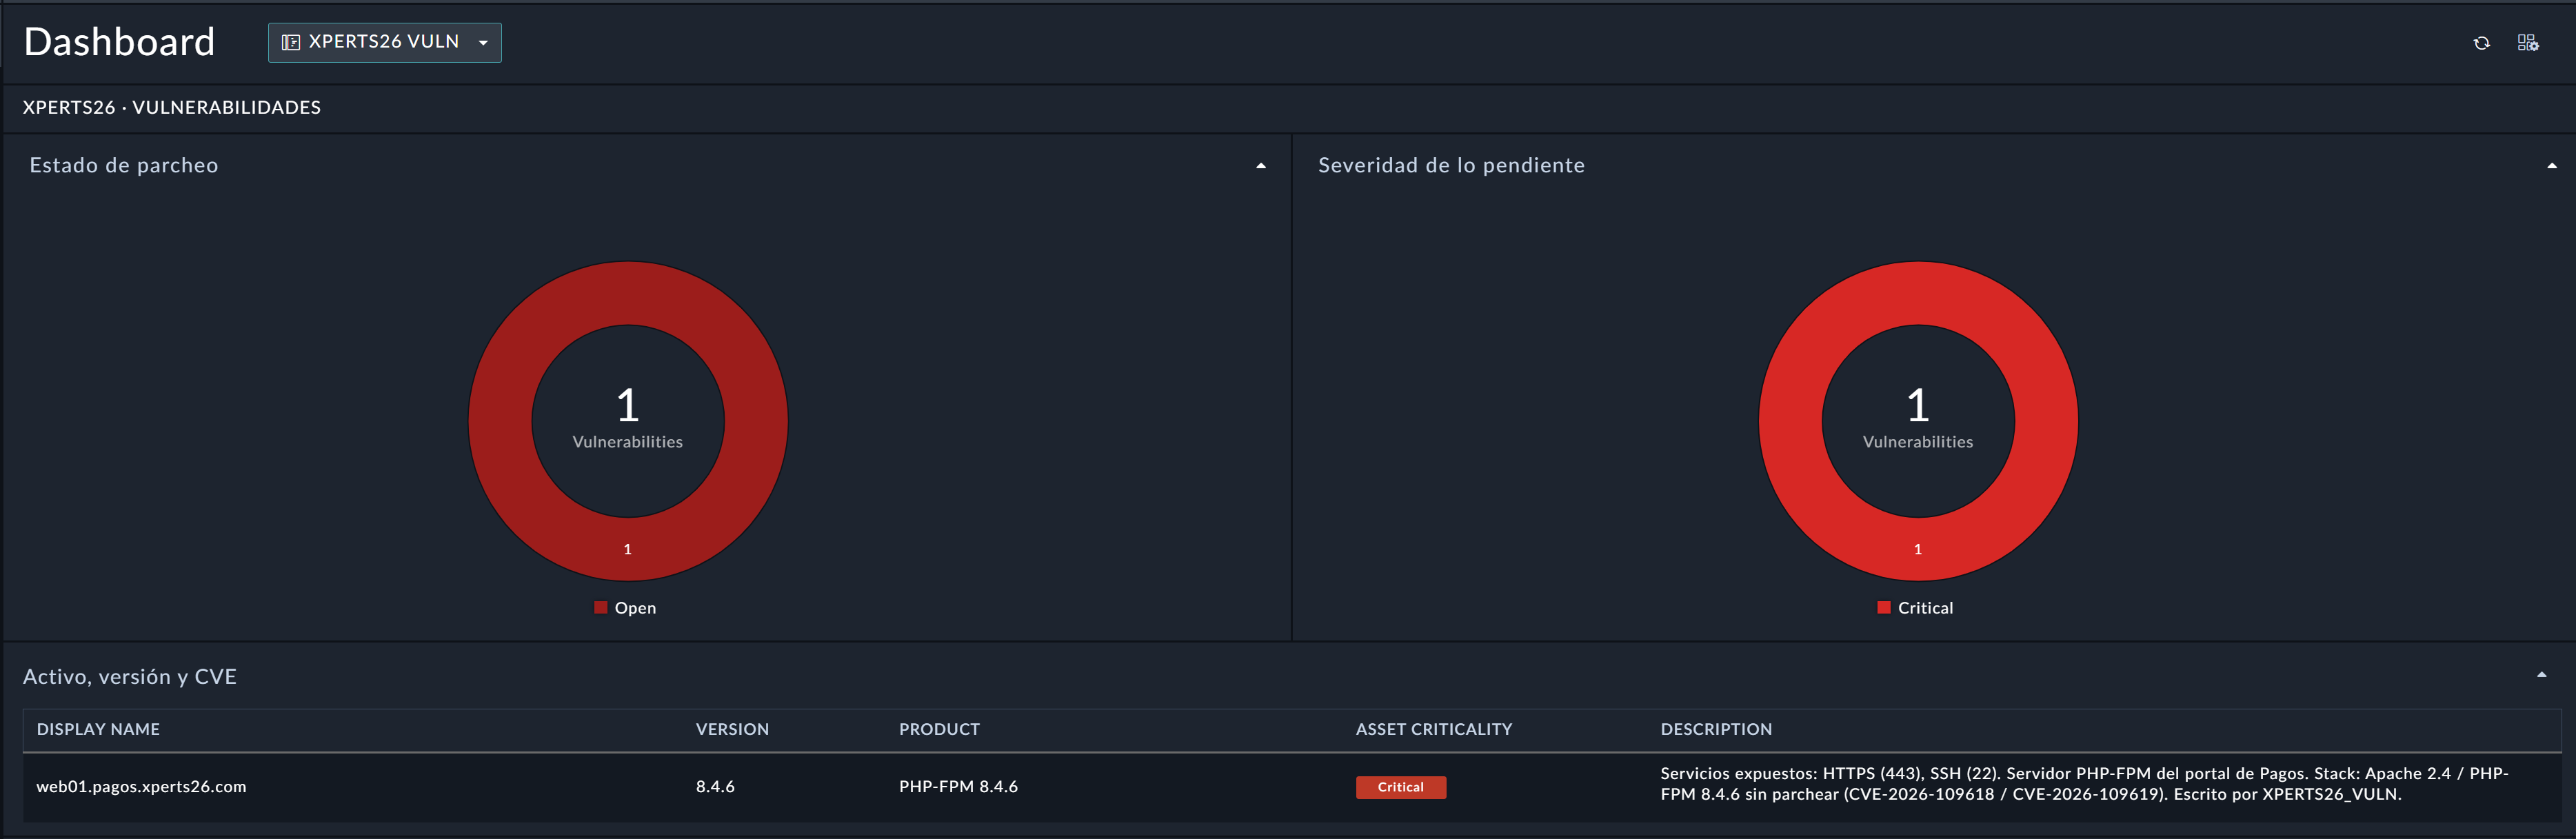 Dashboard
XPERTS26 VULN
XPERTS26 · VULNERABILIDADES
Estado de parcheo
1
Vulnerabilities
1
Open
Severidad de lo pendiente
1
Vulnerabilities
1
Critical
Activo, versión y CVE
DISPLAY NAME VERSION PRODUCT ASSET CRITICALITY DESCRIPTION
web01.pagos.xperts26.com 8.4.6 PHP-FPM 8.4.6 Critical
Servicios expuestos: HTTPS (443), SSH (22). Servidor PHP-FPM del portal de Pagos. Stack: Apache 2.4 / PHP-
FPM 8.4.6 sin parchear (CVE-2026-109618 / CVE-2026-109619). Escrito por XPERTS26_VULN.